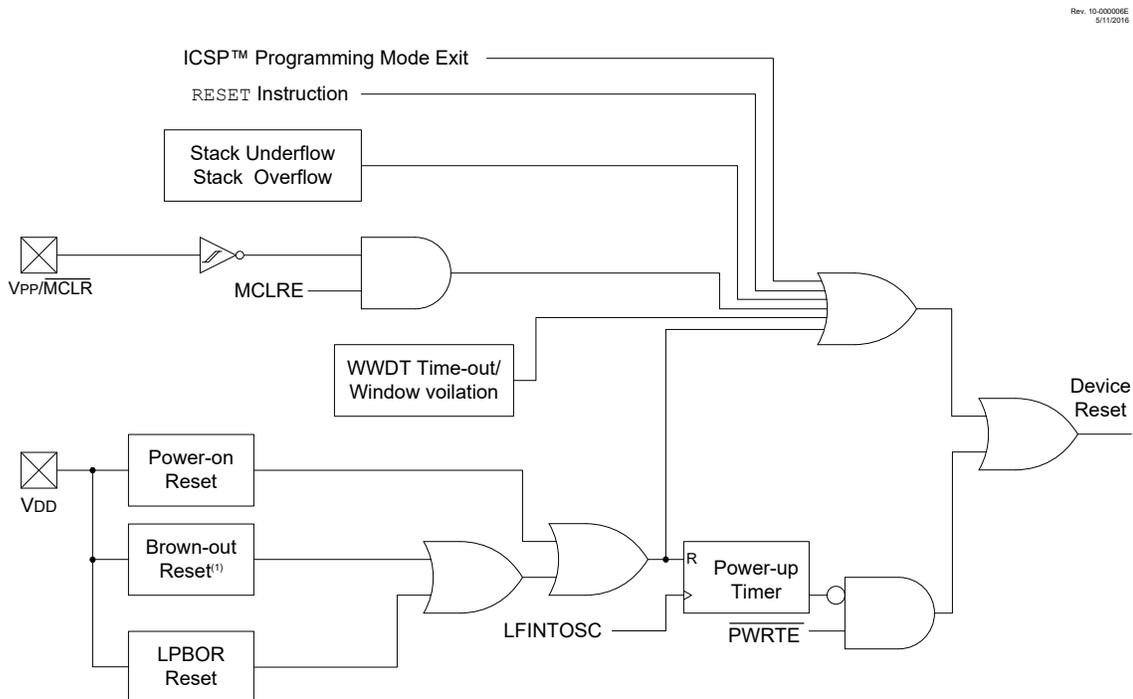 Rev. 10-000006E
5/11/2016
ICSP™ Programming Mode Exit
RESET Instruction
Stack Underflow
Stack Overflow
VPP/MCLR
MCLRE
WWDT Time-out/
Window voilation
Device
Reset
VDD
Power-on
Reset
Brown-out
Reset(1)
R
Power-up
Timer
LFINTOSC
PWRTE
LPBOR
Reset